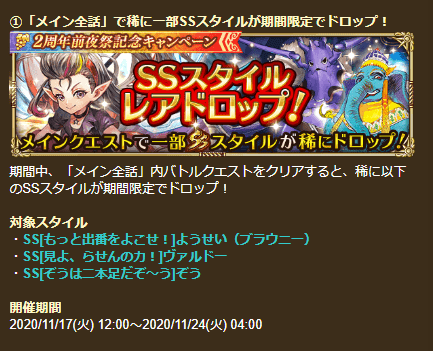 ①「メイン全話」で稀に一部SSスタイルが期間限定でドロップ!
2周年前夜祭記念キャンペーン
SSスタイル
レアドロップ!
メインクエストで一部SSスタイルが稀にドロップ!
期間中、「メイン全話」内バトルクエストをクリアすると、稀に以下
のSSスタイルが期間限定でドロップ!
対象スタイル
・SS[もっと出番をよこせ!]ようせい(ブラウニー)
・SS[見よ、らせんの力!]ヴァルドー
・SS[ぞうは二本足だぞ~う]ぞう
開催期間
2020/11/17(火) 12:00~2020/11/24(火) 04:00